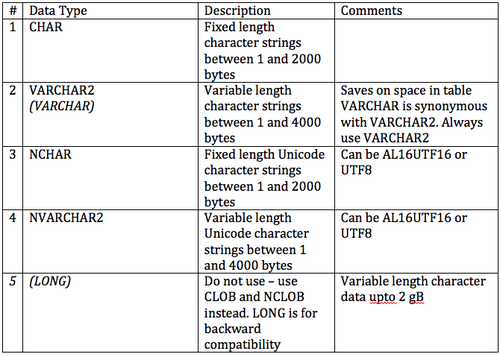 # Data Type Description Comments
1 CHAR Fixed length
character strings
between 1 and 2000
bytes
2 VARCHAR2 Variable length Saves on space in table
(VARCHAR) character strings VARCHAR is synonymous
between 1 and 4000 with VARCHAR2. Always
bytes use VARCHAR2
3 NCHAR Fixed length Unicode Can be AL16UTF16 or
character strings UTF8
between 1 and 2000
bytes
4 NVARCHAR2 Variable length Can be AL16UTF16 or
Unicode character UTF8
strings between 1
and 4000 bytes
5 (LONG) Do not use – use Variable length character
CLOB and NCLOB data upto 2 gB
instead. LONG is for
backward
compatibility